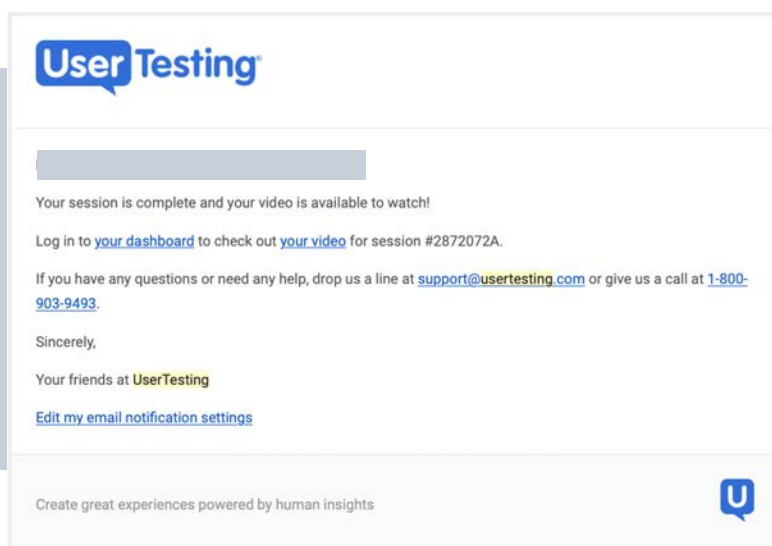 User Testing
Your session is complete and your video is available to watch!
Log in to your dashboard to check out your video for session #2872072A.
If you have any questions or need any help, drop us a line at support@usertesting.com or give us a call at 1-800-
903-9493.
Sincerely,
Your friends at UserTesting
Edit my email notification settings
Create great experiences powered by human insights
U